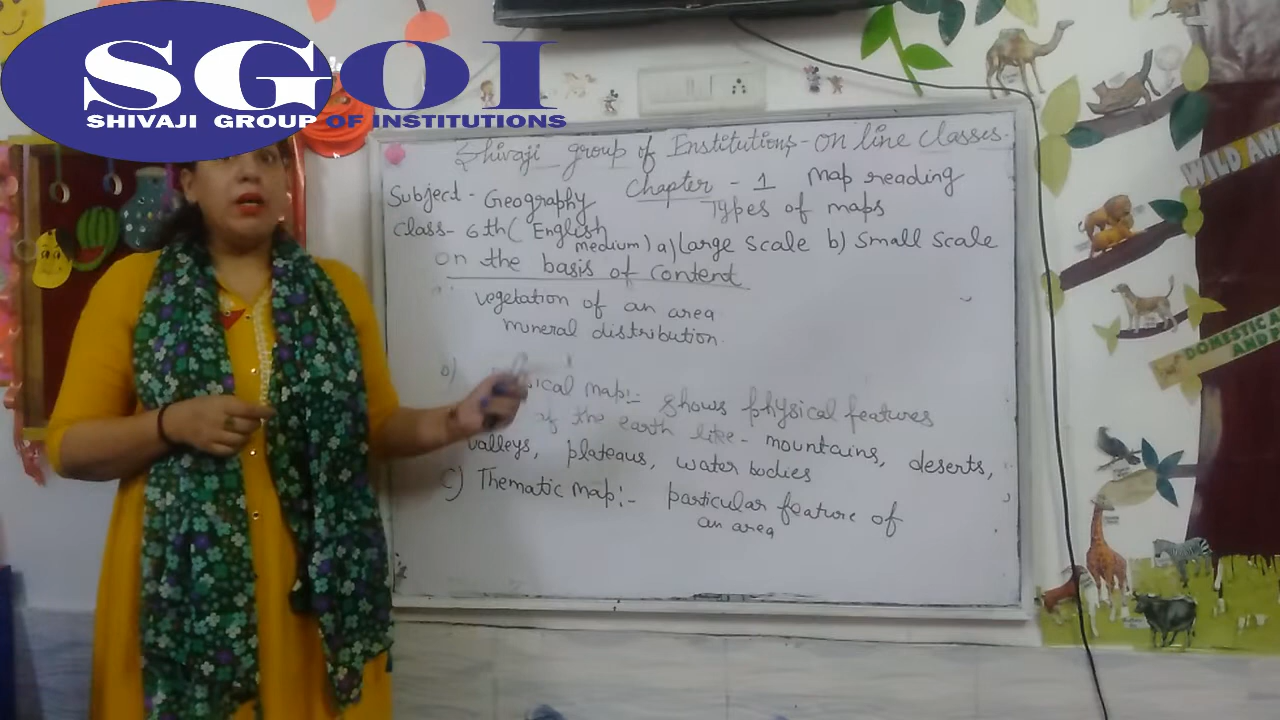 SGOI
SHIVAJI GROUP OF INSTITUTIONS
Shivaji group of Institutions - on line classes.
Subject - Geography
Chapter - 1 Map reading
Types of maps
Class - 6th ( English medium)
a) Large Scale b) Small Scale
on the basis of content
vegetation of an area
mineral distribution.
b) map:- shows physical features
of the earth like - mountains, deserts,
valleys, plateaus, water bodies
c) Thematic map:- particular feature of
an area
WILD AN
DOMESTIC A
AND F